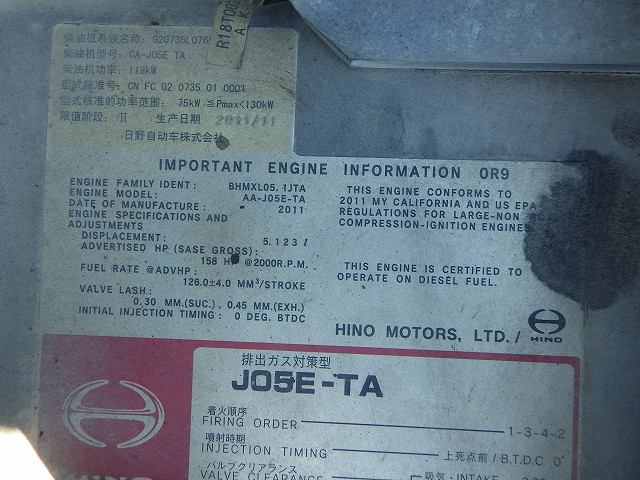 R18T00
A K
柴油机系族名称: G20735L076
柴油机型号: CA-J05E TA
柴油机功率: 118kW
型式核准号: CN FC G2 0735 01 0001
型式核准的功率范围: 75kW ≦Pmax<130kW
限值阶段: II 生产日期 2011/11
日野自动车株式会社
IMPORTANT ENGINE INFORMATION 0R9
ENGINE FAMILY IDENT: BHMXL05.1JTA
ENGINE MODEL: AA-J05E-TA
DATE OF MANUFACTURE: 2011
ENGINE SPECIFICATIONS AND
ADJUSTMENTS
DISPLACEMENT: 5.123 ℓ
ADVERTISED HP (SASE GROSS):
158 HP @2000R.P.M.
FUEL RATE @ADVHP:
126.0±4.0 MM³/STROKE
VALVE LASH:
0.30 MM.(SUC.), 0.45 MM.(EXH.)
INITIAL INJECTION TIMING: 0 DEG. BTDC
THIS ENGINE CONFORMS TO
2011 MY CALIFORNIA AND US EPA
REGULATIONS FOR LARGE-NON
COMPRESSION-IGNITION ENGINES
THIS ENGINE IS CERTIFIED TO
OPERATE ON DIESEL FUEL.
HINO MOTORS, LTD./ HINO
排出ガス対策型
J05E-TA
着火順序
FIRING ORDER 1-3-4-2
噴射時期
INJECTION TIMING 上死点前/B.T.D.C 0°
バルブクリアランス
VALVE CLEARANCE 吸気:INTAKE
HINO